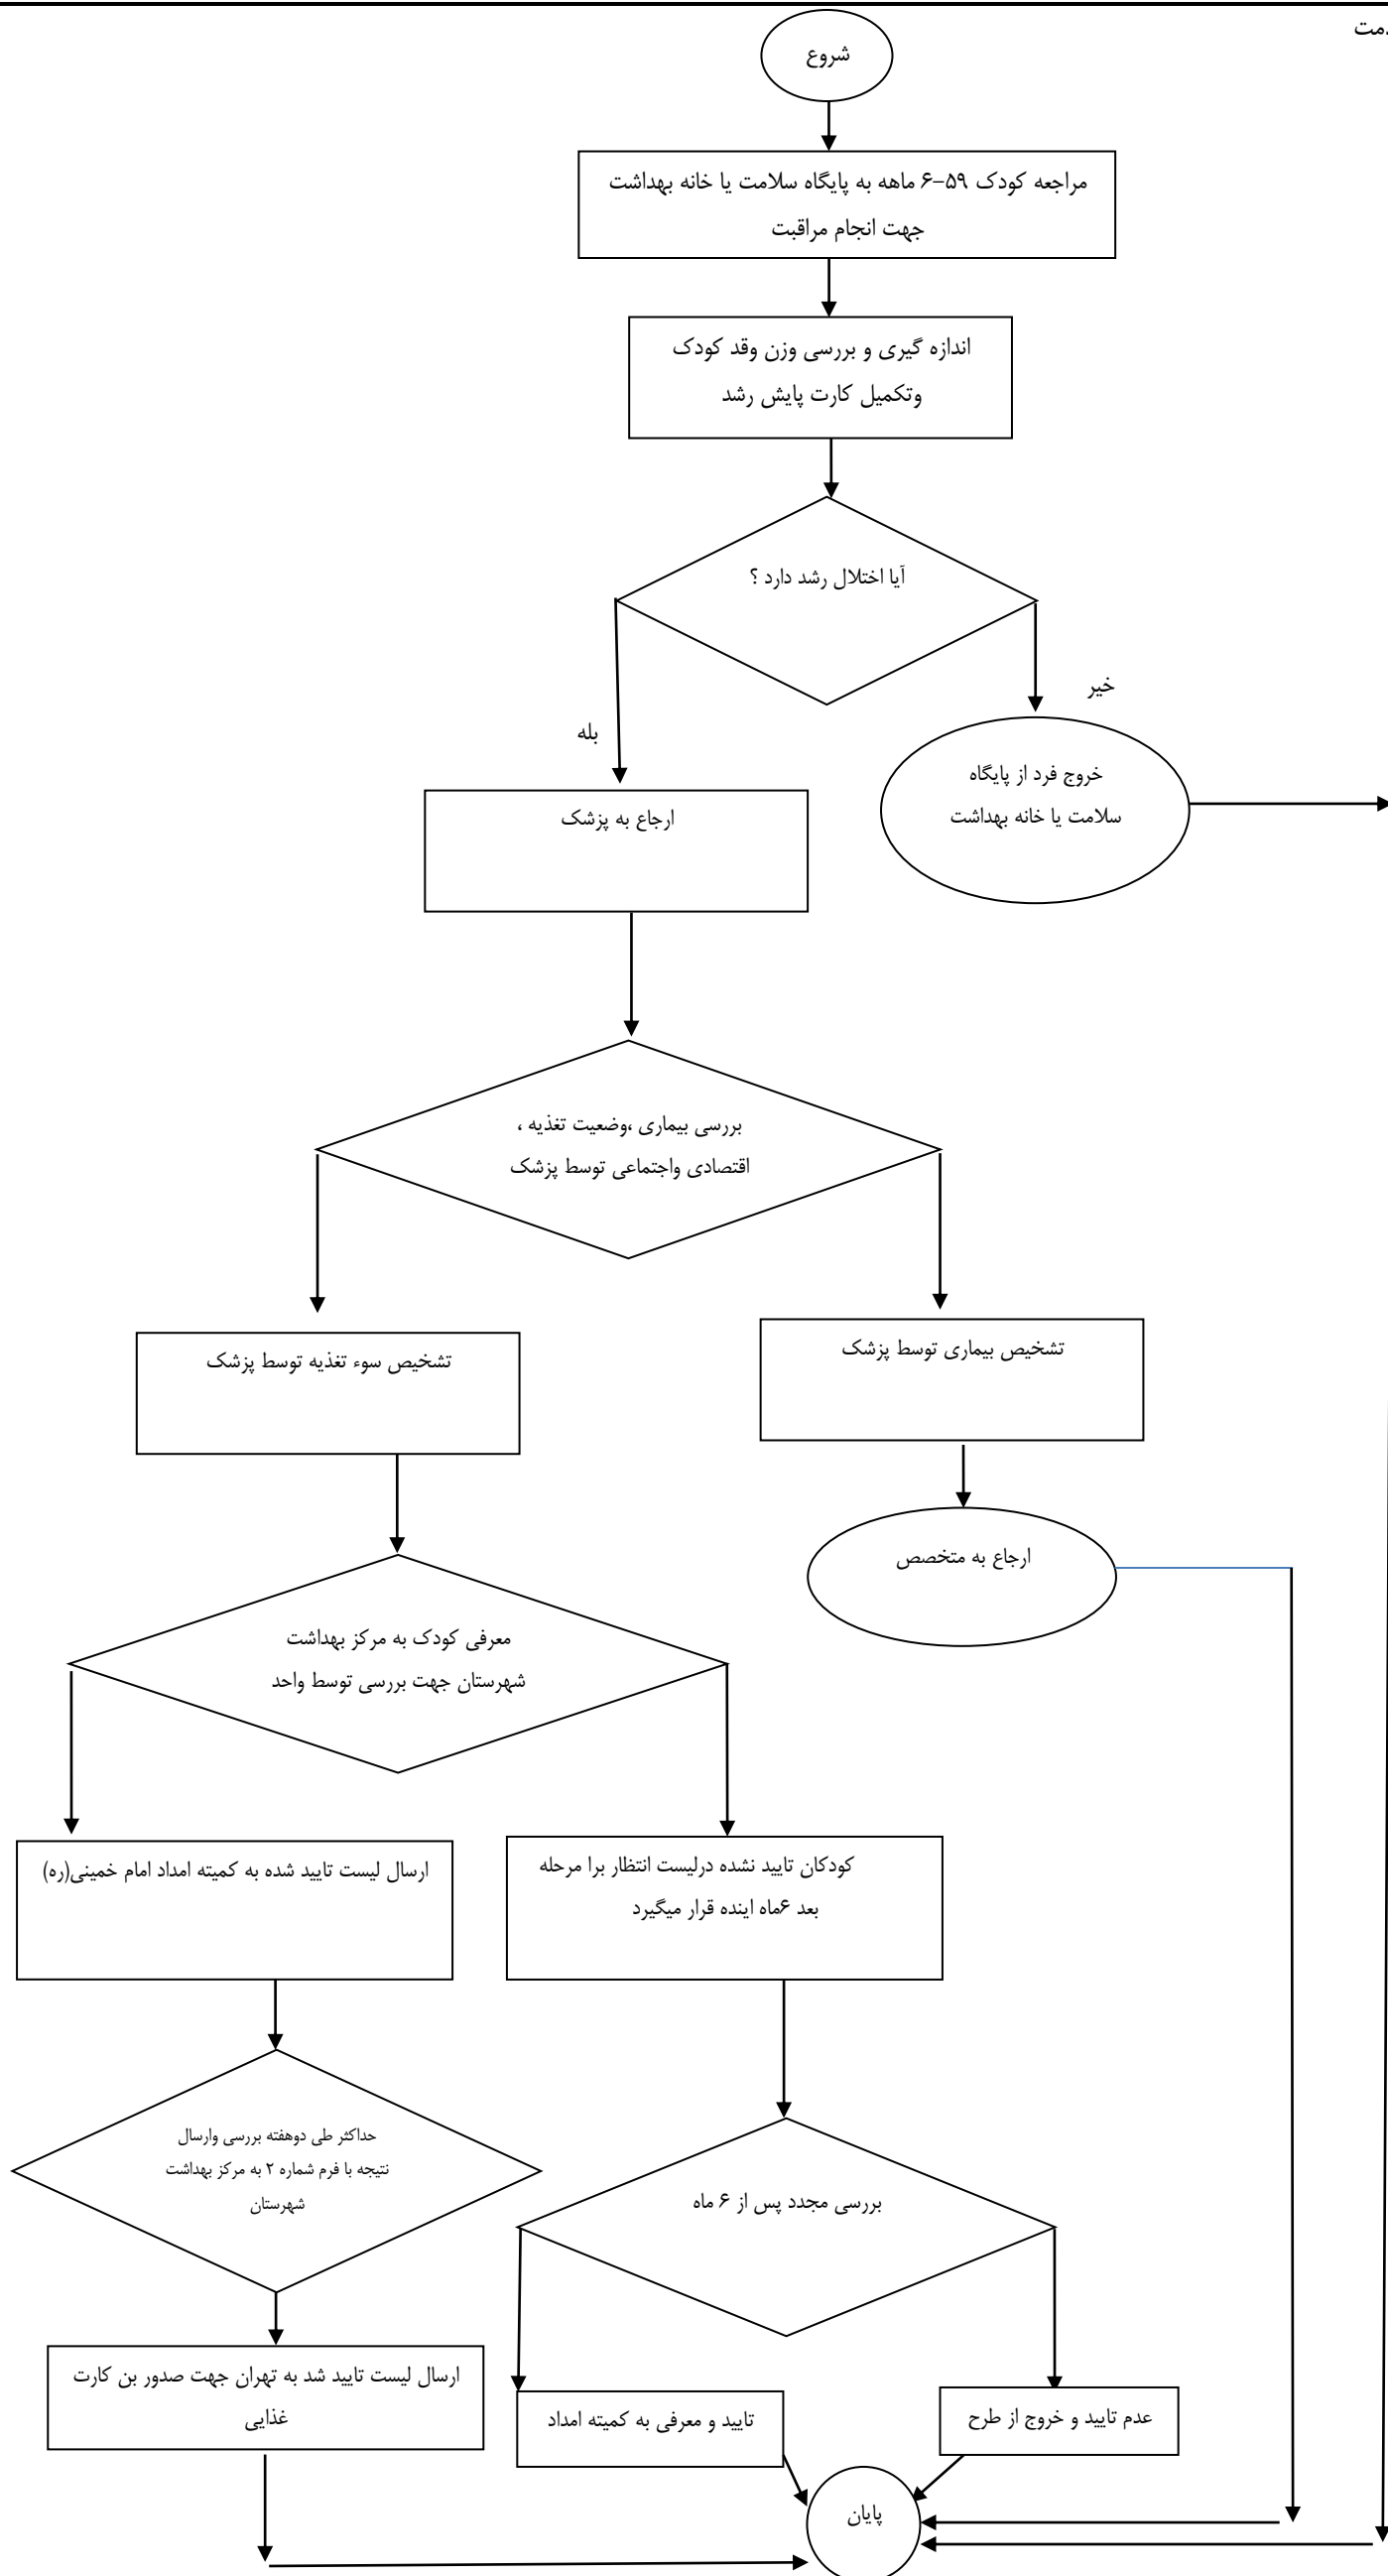 شروع
مراجعه کودک ۵۹-۶ ماهه به پایگاه سلامت یا خانه بهداشت
جهت انجام مراقبت
اندازه گیری و بررسی وزن وقد کودک
وتکمیل کارت پایش رشد
آیا اختلال رشد دارد ؟
خیر
بله
خروج فرد از پایگاه
سلامت یا خانه بهداشت
ارجاع به پزشک
بررسی بیماری ،وضعیت تغذیه ،
اقتصادی واجتماعی توسط پزشک
تشخیص بیماری توسط پزشک
تشخیص سوء تغذیه توسط پزشک
ارجاع به متخصص
معرفی کودک به مرکز بهداشت
شهرستان جهت بررسی توسط واحد
کودکان تایید نشده درلیست انتظار برا مرحله
بعد ۶ماه اینده قرار میگیرد
ارسال لیست تایید شده به کمیته امداد امام خمینی(ره)
حداکثر طی دوهفته بررسی وارسال
نتیجه با فرم شماره ۲ به مرکز بهداشت
شهرستان
بررسی مجدد پس از ۶ ماه
ارسال لیست تایید شد به تهران جهت صدور بن کارت
غذایی
عدم تایید و خروج از طرح
تایید و معرفی به کمیته امداد
پایان